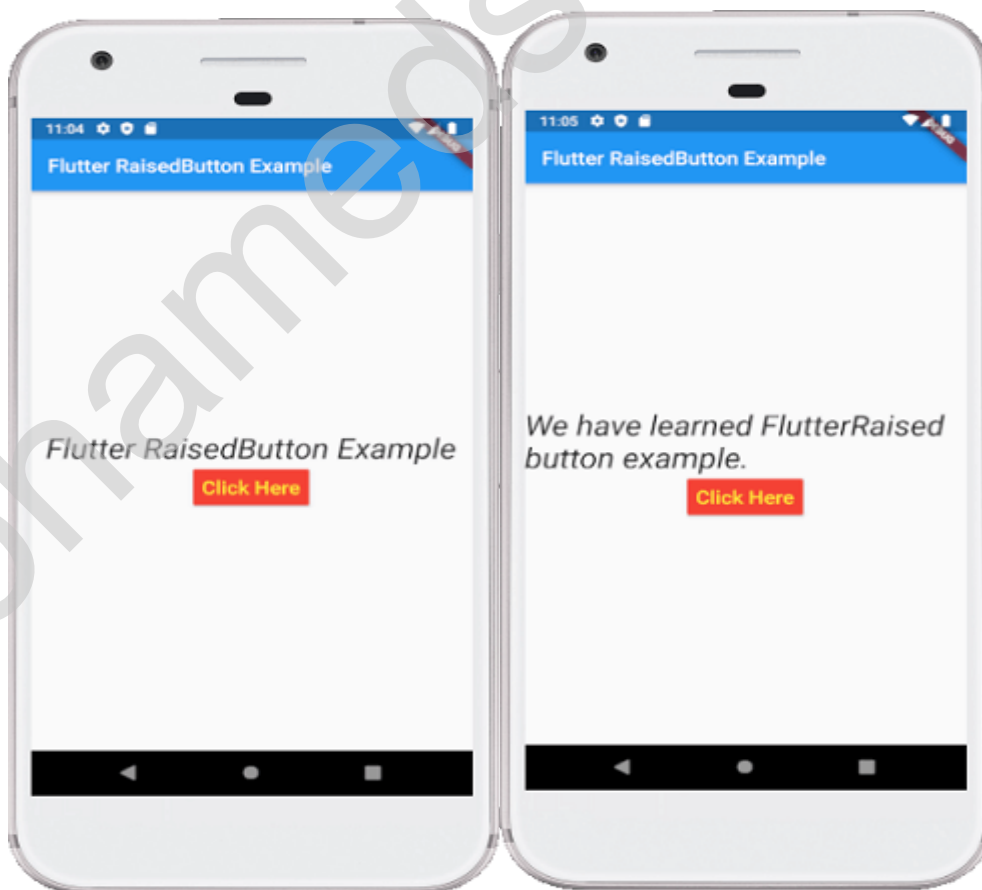 11:04
Flutter RaisedButton Example
Flutter RaisedButton Example
Click Here
11:05
Flutter RaisedButton Example
We have learned FlutterRaised
button example.
Click Here